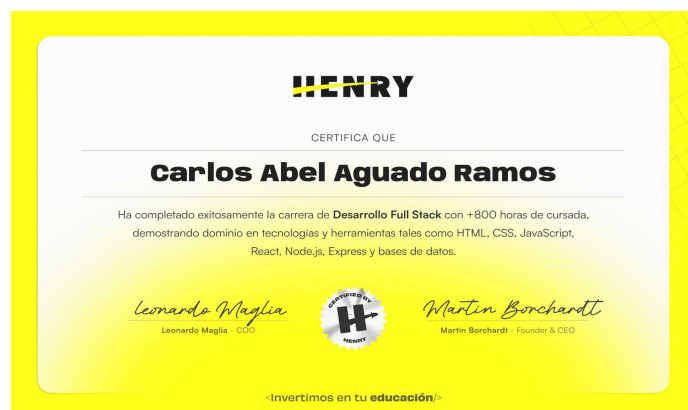 HENRY
CERTIFICA QUE
Carlos Abel Aguado Ramos
Ha completado exitosamente la carrera de Desarrollo Full Stack con +800 horas de cursada,
demostrando dominio en tecnologías y herramientas tales como HTML, CSS, JavaScript,
React, Node.js, Express y bases de datos.
Leonardo Maglia
Leonardo Maglia - COO
CERTIFIED BY
H
HENRY
Martin Borchardt
Martin Borchardt - Founder & CEO
<Invertimos en tu educación/>